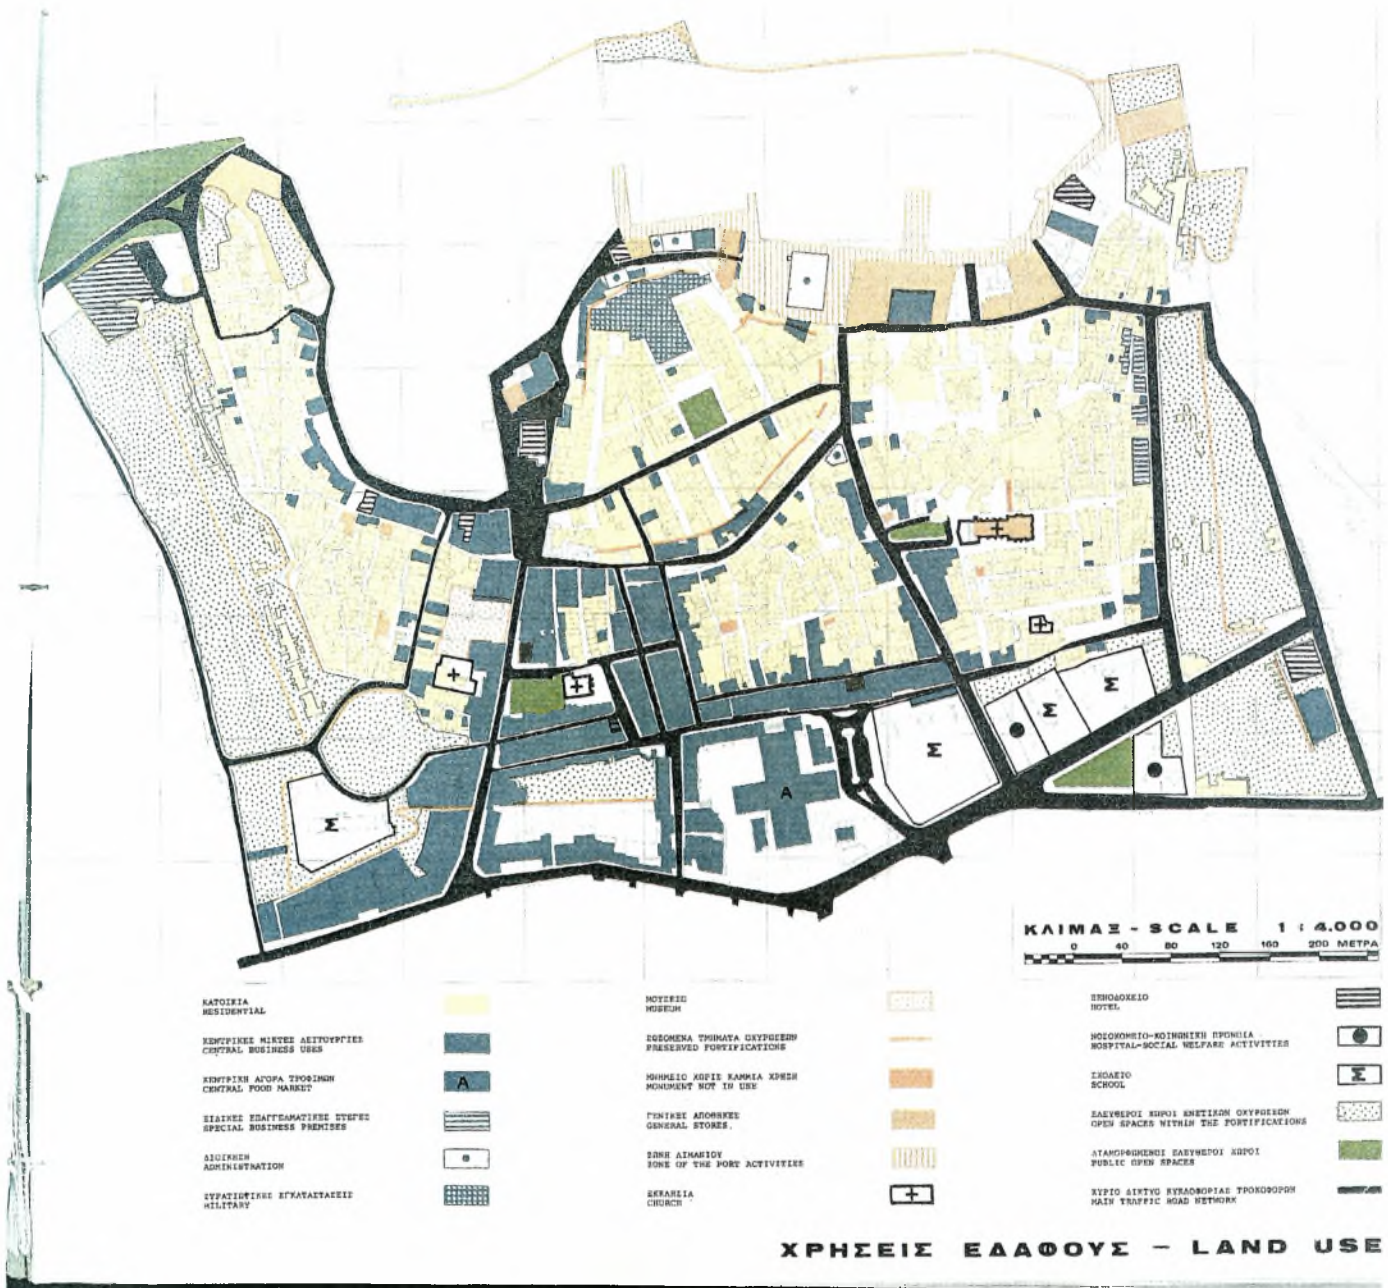 Σ
Σ
Σ
Σ
A
ΚΛΙΜΑΞ - SCALE 1 : 4.000
0 40 80 120 160 200 ΜΕΤΡΑ
ΚΑΤΟΙΚΙΑ
RESIDENTIAL
ΚΕΝΤΡΙΚΕΣ ΜΙΚΤΕΣ ΛΕΙΤΟΥΡΓΙΕΣ
CENTRAL BUSINESS USES
ΚΕΝΤΡΙΚΗ ΑΓΟΡΑ ΤΡΟΦΙΜΩΝ
CENTRAL FOOD MARKET
A
ΕΙΔΙΚΕΣ ΕΠΑΓΓΕΛΜΑΤΙΚΕΣ ΣΤΕΓΕΣ
SPECIAL BUSINESS PREMISES
ΔΙΟΙΚΗΣΗ
ADMINISTRATION
ΣΤΡΑΤΙΩΤΙΚΕΣ ΕΓΚΑΤΑΣΤΑΣΕΙΣ
MILITARY
ΜΟΥΣΕΙΟ
MUSEUM
ΣΩΖΟΜΕΝΑ ΤΜΗΜΑΤΑ ΟΧΥΡΩΣΕΩΝ
PRESERVED FORTIFICATIONS
ΜΝΗΜΕΙΟ ΧΩΡΙΣ ΚΑΜΜΙΑ ΧΡΗΣΗ
MONUMENT NOT IN USE
ΓΕΝΙΚΕΣ ΑΠΟΘΗΚΕΣ
GENERAL STORES.
ΖΩΝΗ ΛΙΜΑΝΙΟΥ
ZONE OF THE PORT ACTIVITIES
ΕΚΚΛΗΣΙΑ
CHURCH
ΞΕΝΟΔΟΧΕΙΟ
HOTEL
ΝΟΣΟΚΟΜΕΙΟ-ΚΟΙΝΩΝΙΚΗ ΠΡΟΝΟΙΑ
HOSPITAL-SOCIAL WELFARE ACTIVITIES
ΣΧΟΛΕΙΟ
SCHOOL
Σ
ΕΛΕΥΘΕΡΟΙ ΧΩΡΟΙ ΕΝΕΤΙΚΩΝ ΟΧΥΡΩΣΕΩΝ
OPEN SPACES WITHIN THE FORTIFICATIONS
ΔΙΑΜΟΡΦΩΜΕΝΟΙ ΕΛΕΥΘΕΡΟΙ ΧΩΡΟΙ
PUBLIC OPEN SPACES
ΚΥΡΙΟ ΔΙΚΤΥΟ ΚΥΚΛΟΦΟΡΙΑΣ ΤΡΟΧΟΦΟΡΩΝ
MAIN TRAFFIC ROAD NETWORK
ΧΡΗΣΕΙΣ ΕΔΑΦΟΥΣ - LAND USE